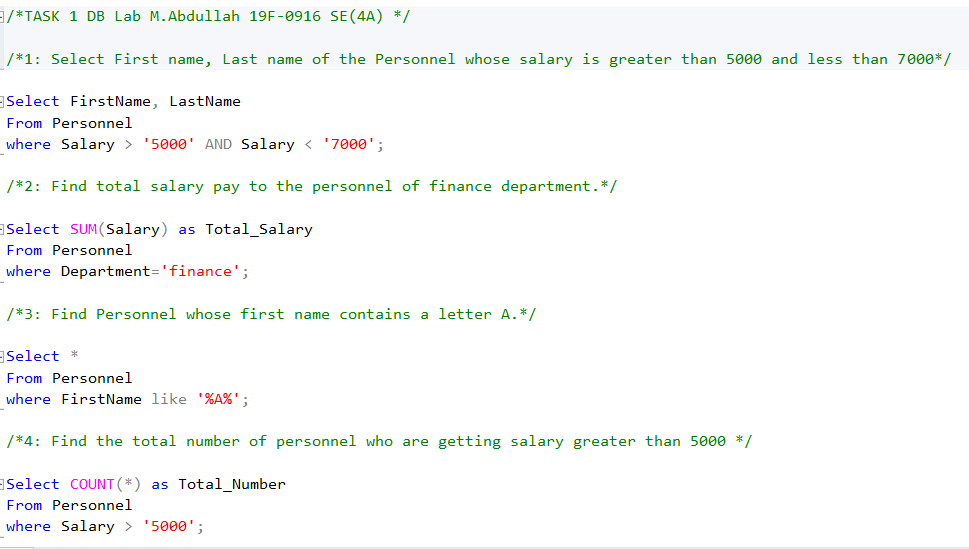 /*TASK 1 DB Lab M.Abdullah 19F-0916 SE(4A) */
/*1: Select First name, Last name of the Personnel whose salary is greater than 5000 and less than 7000*/
Select FirstName, LastName
From Personnel
where Salary > '5000' AND Salary < '7000';
/*2: Find total salary pay to the personnel of finance department.*/
Select SUM(Salary) as Total_Salary
From Personnel
where Department='finance';
/*3: Find Personnel whose first name contains a letter A.*/
Select *
From Personnel
where FirstName like '%A%';
/*4: Find the total number of personnel who are getting salary greater than 5000 */
Select COUNT(*) as Total_Number
From Personnel
where Salary > '5000';